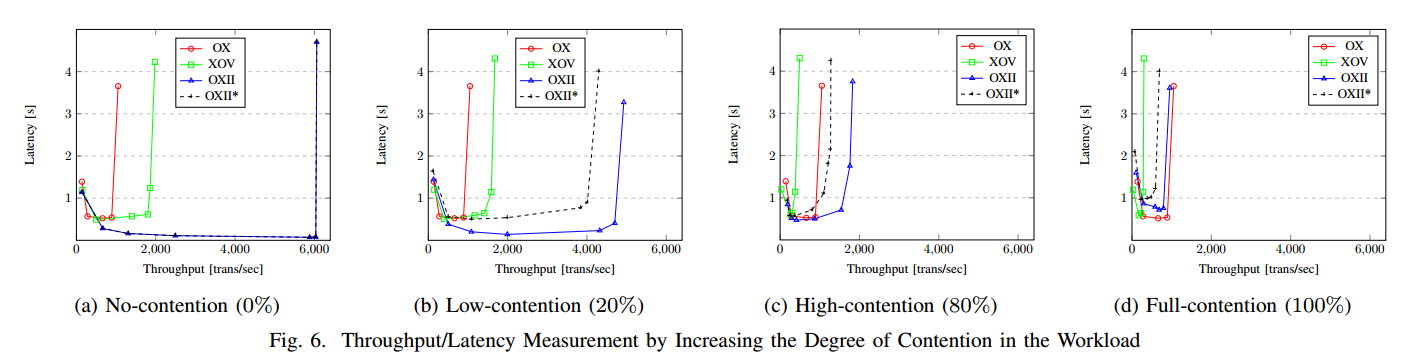 OX
XOV
OXII
OXII*
Latency [s]
4
3
2
1
0
2,000
4,000
6,000
Throughput [trans/sec]
(a) No-contention (0%)
OX
XOV
OXII
OXII*
Latency [s]
4
3
2
1
0
2,000
4,000
6,000
Throughput [trans/sec]
(b) Low-contention (20%)
OX
XOV
OXII
OXII*
Latency [s]
4
3
2
1
0
2,000
4,000
6,000
Throughput [trans/sec]
(c) High-contention (80%)
OX
XOV
OXII
OXII*
Latency [s]
4
3
2
1
0
2,000
4,000
6,000
Throughput [trans/sec]
(d) Full-contention (100%)
Fig. 6. Throughput/Latency Measurement by Increasing the Degree of Contention in the Workload